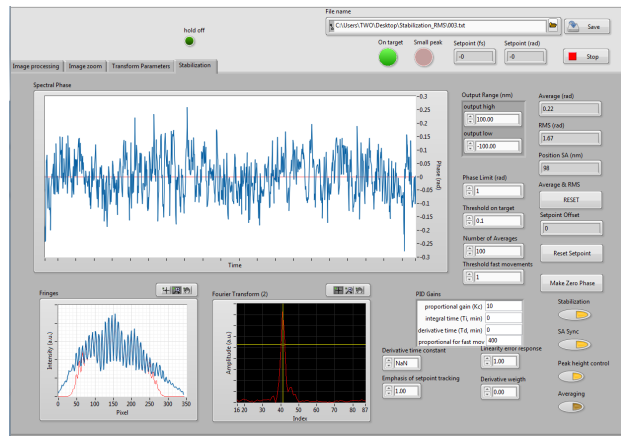 File name
C:\Users\TWO\Desktop\Stabilization_RMS\003.txt
Save
hold off
On target
Small peak
Setpoint (fs)
Setpoint (rad)
-0
-0
Stop
Image processing
Image zoom
Transform Parameters
Stabilization
Spectral Phase
-0.3
-0.25
-0.2
-0.15
-0.1
-0.05
-0
-0.05
-0.1
-0.15
-0.2
-0.25
-0.3
Phase (rad)
Time
Output Range (nm)
output high
100.00
output low
-100.00
Phase Limit (rad)
1
Threshold on target
0.1
Number of Averages
100
Threshold fast movements
1
Average (rad)
0.22
RMS (rad)
1.67
Position SA (nm)
98
Average & RMS
RESET
Setpoint Offset
0
Reset Setpoint
Make Zero Phase
Fringes
Intensity (a.u.)
0 50 100 150 200 250 300 350
Pixel
Fourier Transform (2)
Amplitude (a.u.)
16 20 30 40 50 60 70 80 87
Index
PID Gains
proportional gain (Kc) 10
integral time (Ti, min) 0
derivative time (Td, min) 0
proportional for fast mov 400
Derivative time constant
NaN
Linearity error response
1.00
Emphasis of setpoint tracking
1.00
Derivative weigth
0.00
Stabilization
SA Sync
Peak height control
Averaging